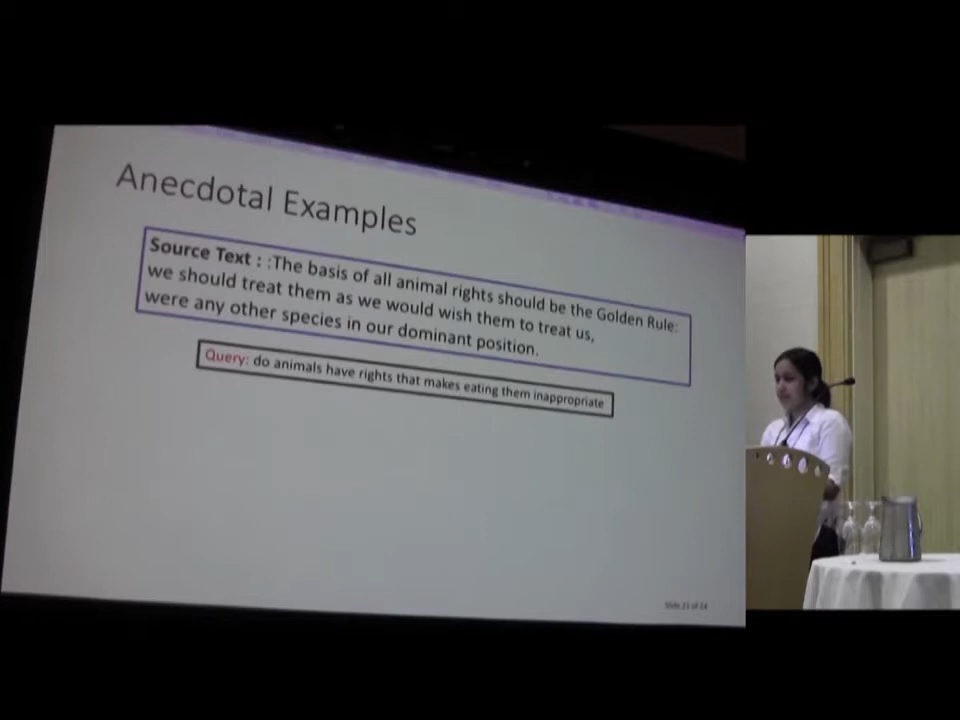 Anecdotal Examples
Source Text : :The basis of all animal rights should be the Golden Rule:
we should treat them as we would wish them to treat us,
were any other species in our dominant position.
Query: do animals have rights that makes eating them inappropriate
Slide 21 of 24